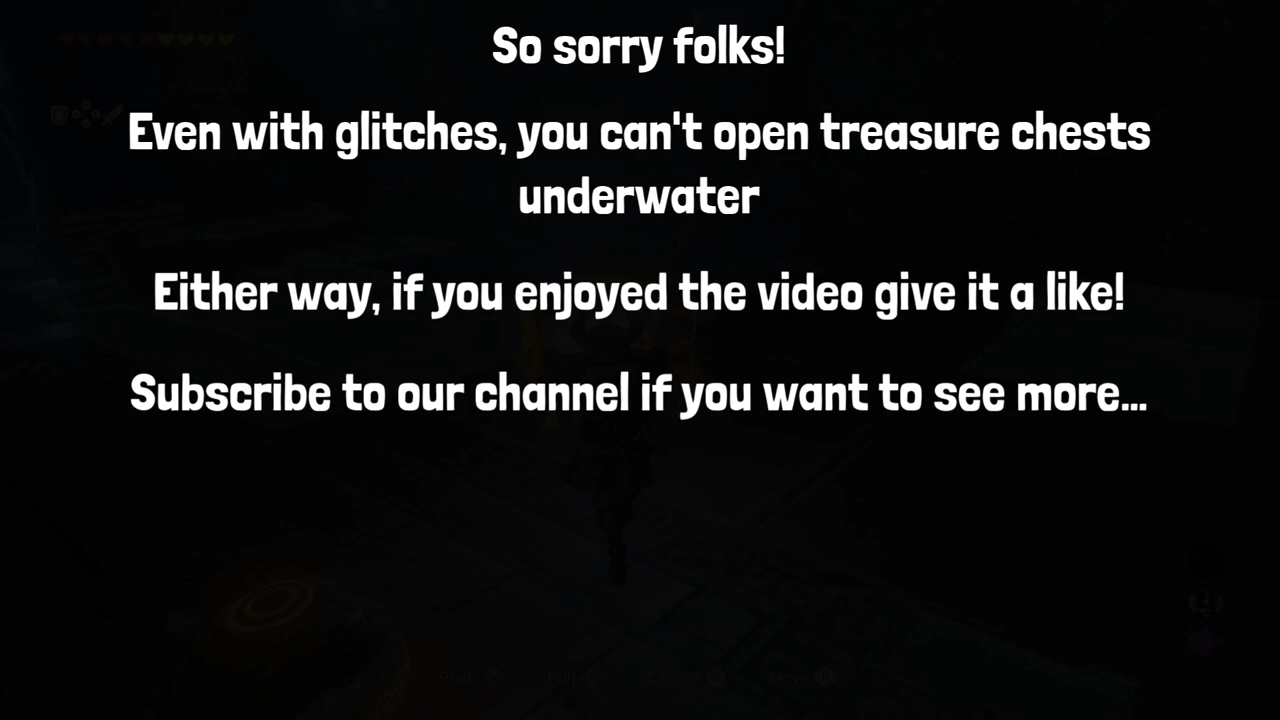 So sorry folks!
Even with glitches, you can't open treasure chests
underwater
Either way, if you enjoyed the video give it a like!
Subscribe to our channel if you want to see more...